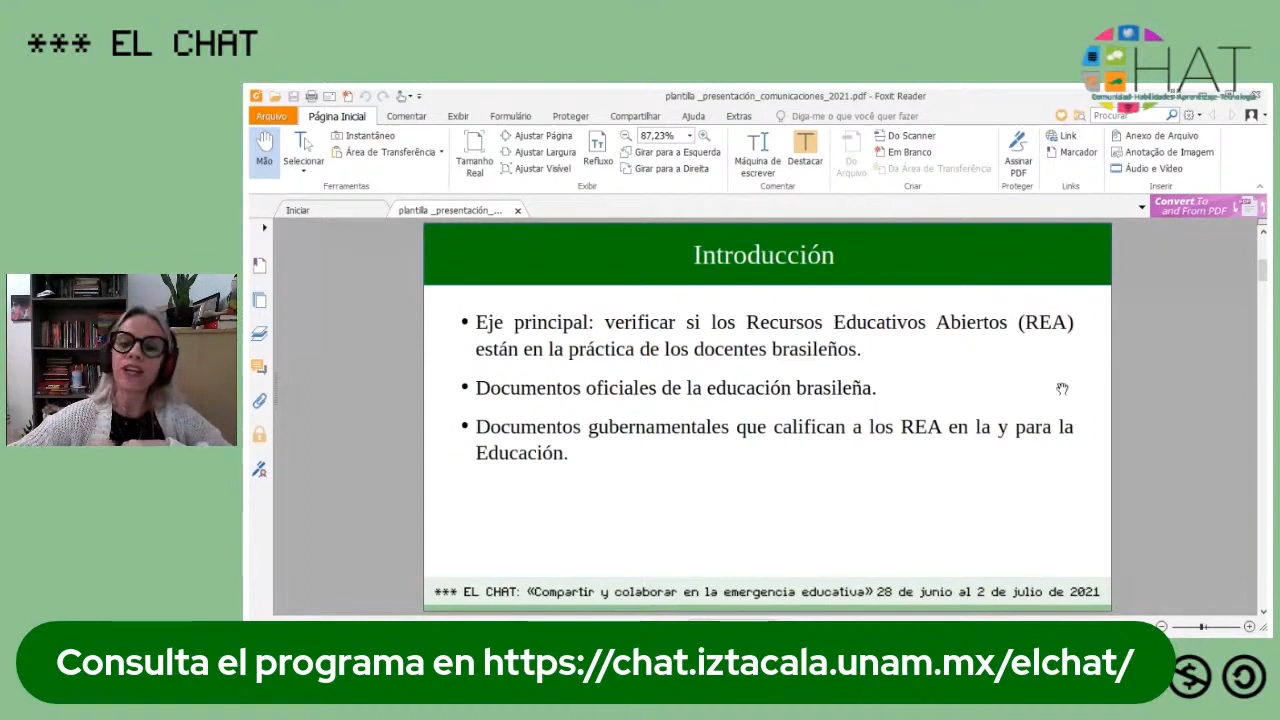 *** EL CHAT
HAT
Comunidad Habilidades Aprendizaje Tecnología
plantilla _presentación_comunicaciones_2021.pdf - Foxit Reader
Arquivo Página Inicial Comentar Exibir Formulário Proteger Compartilhar Ajuda Extras Diga-me o que você quer fazer Procurar
Mão
Selecionar
Instantáneo
Área de Transferência
Ferramentas
Tamanho Real
Ajustar Página
Ajustar Largura
Ajustar Visível
Refluxo
87,23%
Girar para a Esquerda
Girar para a Direita
Exibir
Máquina de escrever
Destacar
Comentar
Do Arquivo
Do Scanner
Em Branco
Da Área de Transferência
Criar
Assinar PDF
Proteger
Link
Marcador
Links
Anexo de Arquivo
Anotação de Imagem
Áudio e Vídeo
Inserir
Iniciar
plantilla _presentación_...
Convert To
and From PDF
Introducción
• Eje principal: verificar si los Recursos Educativos Abiertos (REA)
están en la práctica de los docentes brasileños.
• Documentos oficiales de la educación brasileña.
• Documentos gubernamentales que califican a los REA en la y para la
Educación.
*** EL CHAT: «Compartir y colaborar en la emergencia educativa» 28 de junio al 2 de julio de 2021
Consulta el programa en https://chat.iztacala.unam.mx/elchat/